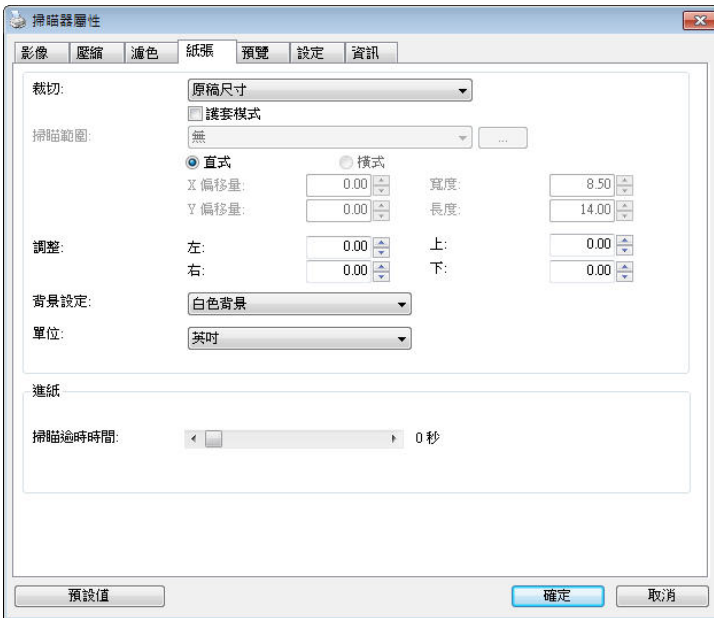 掃瞄器屬性
影像 壓縮 濾色 紙張 預覽 設定 資訊
裁切: 原稿尺寸
護套模式
掃瞄範圍: 無 ...
直式 橫式
X 偏移量: 0.00 寬度: 8.50
Y 偏移量: 0.00 長度: 14.00
調整: 左: 0.00 上: 0.00
右: 0.00 下: 0.00
背景設定: 白色背景
單位: 英吋
進紙
掃瞄逾時時間: 0 秒
預設值 確定 取消